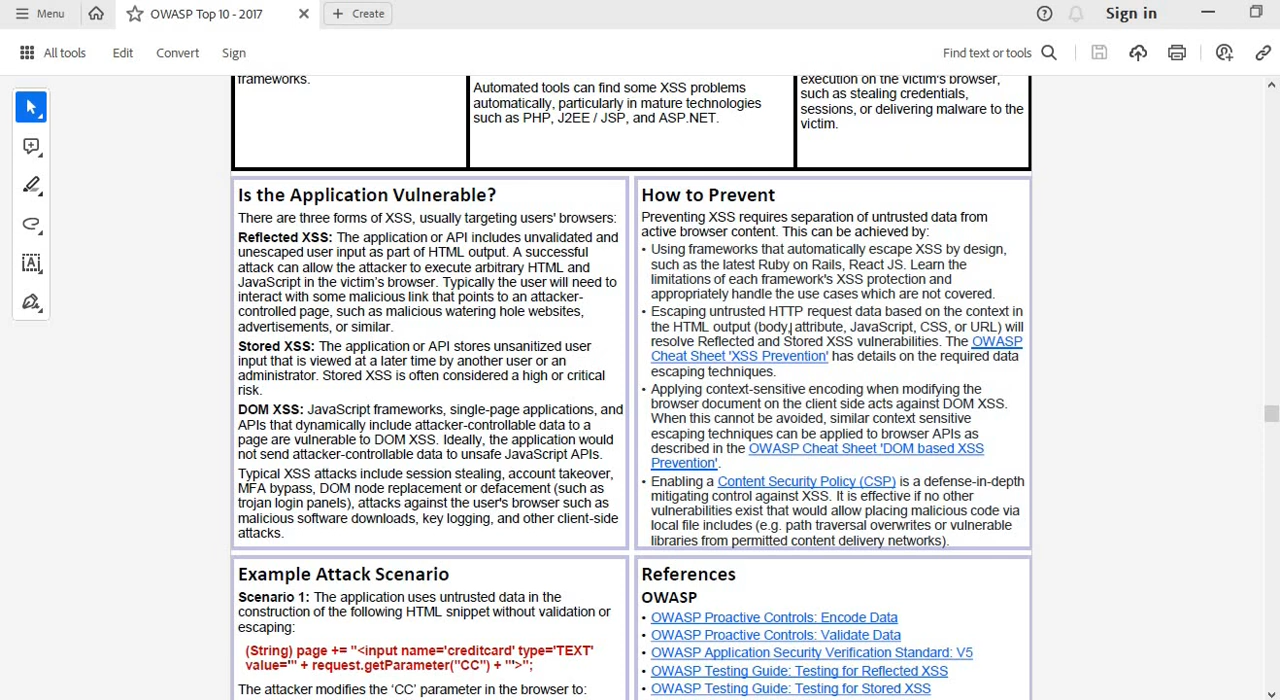 Menu
OWASP Top 10 - 2017
Create
Sign in
All tools
Edit
Convert
Sign
Find text or tools
frameworks.
Automated tools can find some XSS problems
automatically, particularly in mature technologies
such as PHP, J2EE / JSP, and ASP.NET.
execution on the victim's browser,
such as stealing credentials,
sessions, or delivering malware to the
victim.
Is the Application Vulnerable?
There are three forms of XSS, usually targeting users' browsers:
Reflected XSS: The application or API includes unvalidated and
unescaped user input as part of HTML output. A successful
attack can allow the attacker to execute arbitrary HTML and
JavaScript in the victim's browser. Typically the user will need to
interact with some malicious link that points to an attacker-
controlled page, such as malicious watering hole websites,
advertisements, or similar.
Stored XSS: The application or API stores unsanitized user
input that is viewed at a later time by another user or an
administrator. Stored XSS is often considered a high or critical
risk.
DOM XSS: JavaScript frameworks, single-page applications, and
APIs that dynamically include attacker-controllable data to a
page are vulnerable to DOM XSS. Ideally, the application would
not send attacker-controllable data to unsafe JavaScript APIs.
Typical XSS attacks include session stealing, account takeover,
MFA bypass, DOM node replacement or defacement (such as
trojan login panels), attacks against the user's browser such as
malicious software downloads, key logging, and other client-side
attacks.
How to Prevent
Preventing XSS requires separation of untrusted data from
active browser content. This can be achieved by:
• Using frameworks that automatically escape XSS by design,
such as the latest Ruby on Rails, React JS. Learn the
limitations of each framework's XSS protection and
appropriately handle the use cases which are not covered.
• Escaping untrusted HTTP request data based on the context in
the HTML output (body, attribute, JavaScript, CSS, or URL) will
resolve Reflected and Stored XSS vulnerabilities. The OWASP
Cheat Sheet 'XSS Prevention' has details on the required data
escaping techniques.
• Applying context-sensitive encoding when modifying the
browser document on the client side acts against DOM XSS.
When this cannot be avoided, similar context sensitive
escaping techniques can be applied to browser APIs as
described in the OWASP Cheat Sheet 'DOM based XSS
Prevention'.
• Enabling a Content Security Policy (CSP) is a defense-in-depth
mitigating control against XSS. It is effective if no other
vulnerabilities exist that would allow placing malicious code via
local file includes (e.g. path traversal overwrites or vulnerable
libraries from permitted content delivery networks).
Example Attack Scenario
Scenario 1: The application uses untrusted data in the
construction of the following HTML snippet without validation or
escaping:
(String) page += "<input name='creditcard' type='TEXT'
value='" + request.getParameter("CC") + "'>";
The attacker modifies the 'CC' parameter in the browser to:
References
OWASP
• OWASP Proactive Controls: Encode Data
• OWASP Proactive Controls: Validate Data
• OWASP Application Security Verification Standard: V5
• OWASP Testing Guide: Testing for Reflected XSS
• OWASP Testing Guide: Testing for Stored XSS